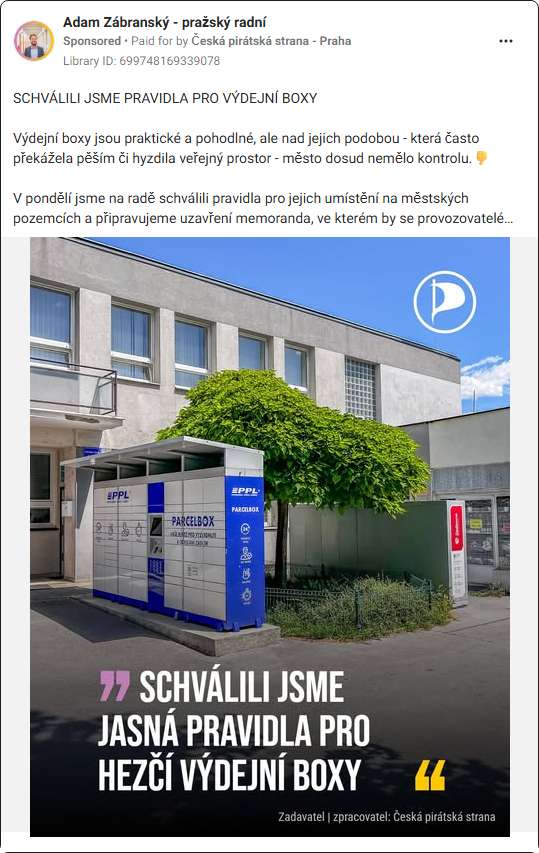 Adam Zábranský - pražský radní
Sponsored • Paid for by Česká pirátská strana - Praha
Library ID: 699748169339078
SCHVÁLILI JSME PRAVIDLA PRO VÝDEJNÍ BOXY
Výdejní boxy jsou praktické a pohodlné, ale nad jejich podobou - která často
překážela pěším či hyzdila veřejný prostor - město dosud nemělo kontrolu.👎
V pondělí jsme na radě schválili pravidla pro jejich umístění na městských
pozemcích a připravujeme uzavření memoranda, ve kterém by se provozovatelé...
PPL
PPL
PARCELBOX
PARCELBOX
24
SCHVÁLILI JSME
JASNÁ PRAVIDLA PRO
HEZČÍ VÝDEJNÍ BOXY
Zadavatel | zpracovatel: Česká pirátská strana